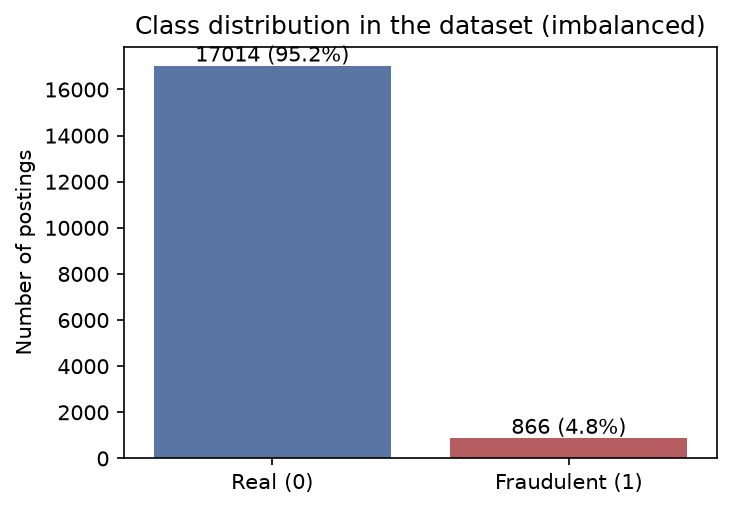 Class distribution in the dataset (imbalanced)
17014 (95.2%)
16000
14000
12000
10000
8000
6000
4000
2000
0
Number of postings
866 (4.8%)
Real (0)
Fraudulent (1)